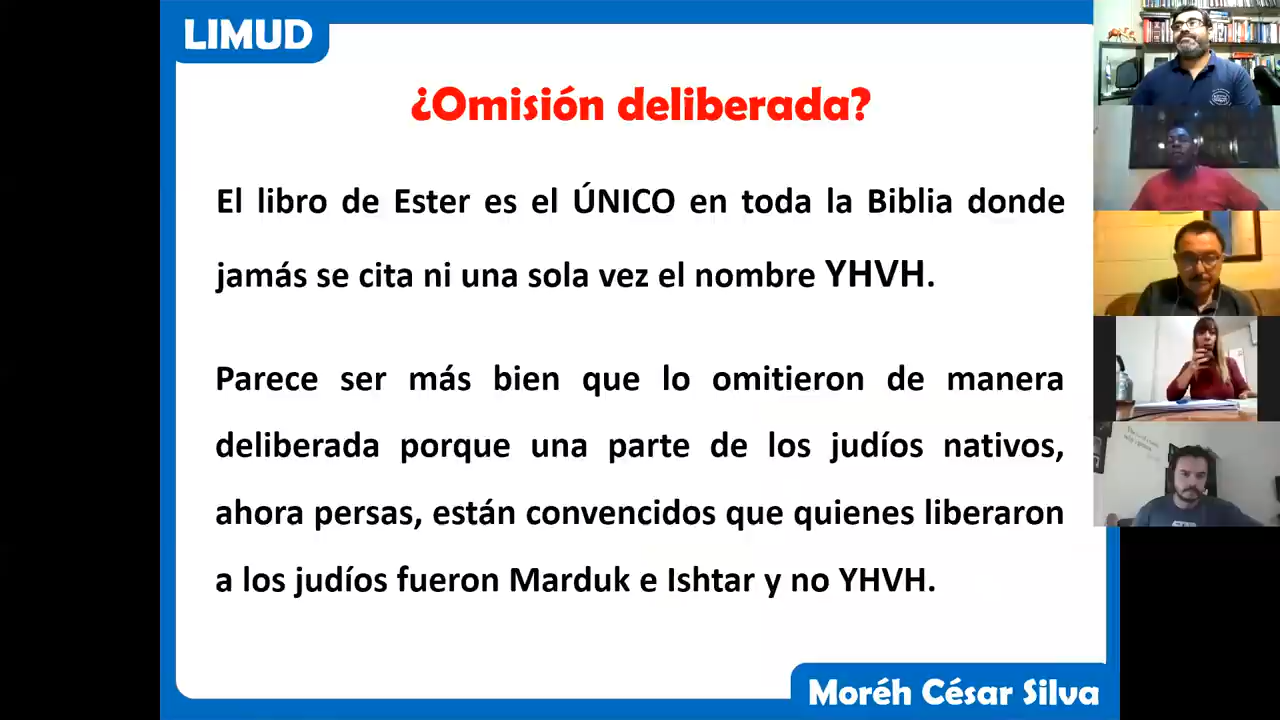 LIMUD
¿Omisión deliberada?
El libro de Ester es el ÚNICO en toda la Biblia donde
jamás se cita ni una sola vez el nombre YHVH.
Parece ser más bien que lo omitieron de manera
deliberada porque una parte de los judíos nativos,
ahora persas, están convencidos que quienes liberaron
a los judíos fueron Marduk e Ishtar y no YHVH.
Moréh César Silva